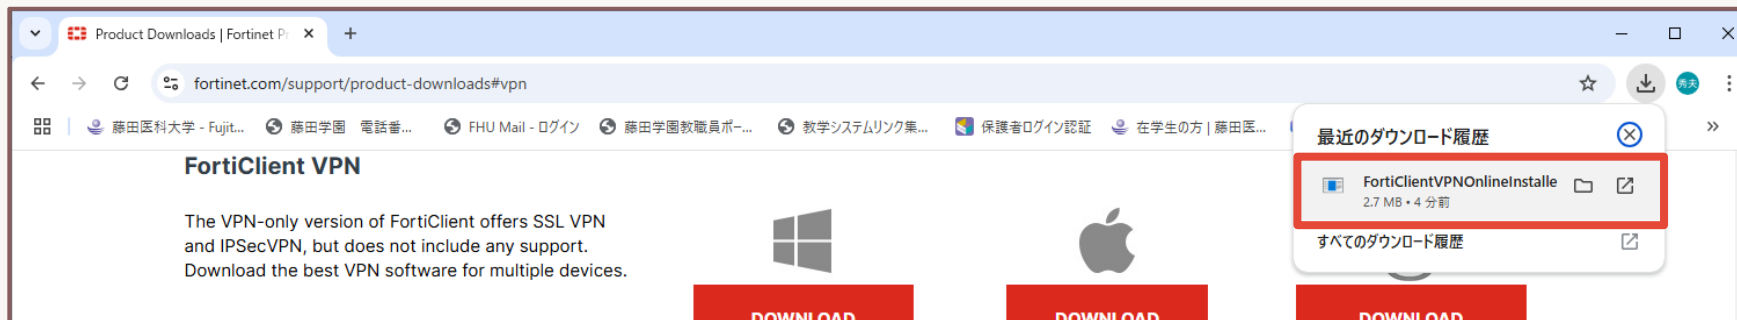 Product Downloads | Fortinet Pr
fortinet.com/support/product-downloads#vpn
秀夫
藤田医科大学 - Fujit...
藤田学園 電話番...
FHU Mail - ログイン
藤田学園教職員ポー...
教学システムリンク集...
保護者ログイン認証
在学生の方 | 藤田医...
最近のダウンロード履歴
FortiClientVPNOnlineInstalle
2.7 MB • 4 分前
すべてのダウンロード履歴
FortiClient VPN
The VPN-only version of FortiClient offers SSL VPN
and IPSecVPN, but does not include any support.
Download the best VPN software for multiple devices.
DOWNLOAD
DOWNLOAD
DOWNLOAD